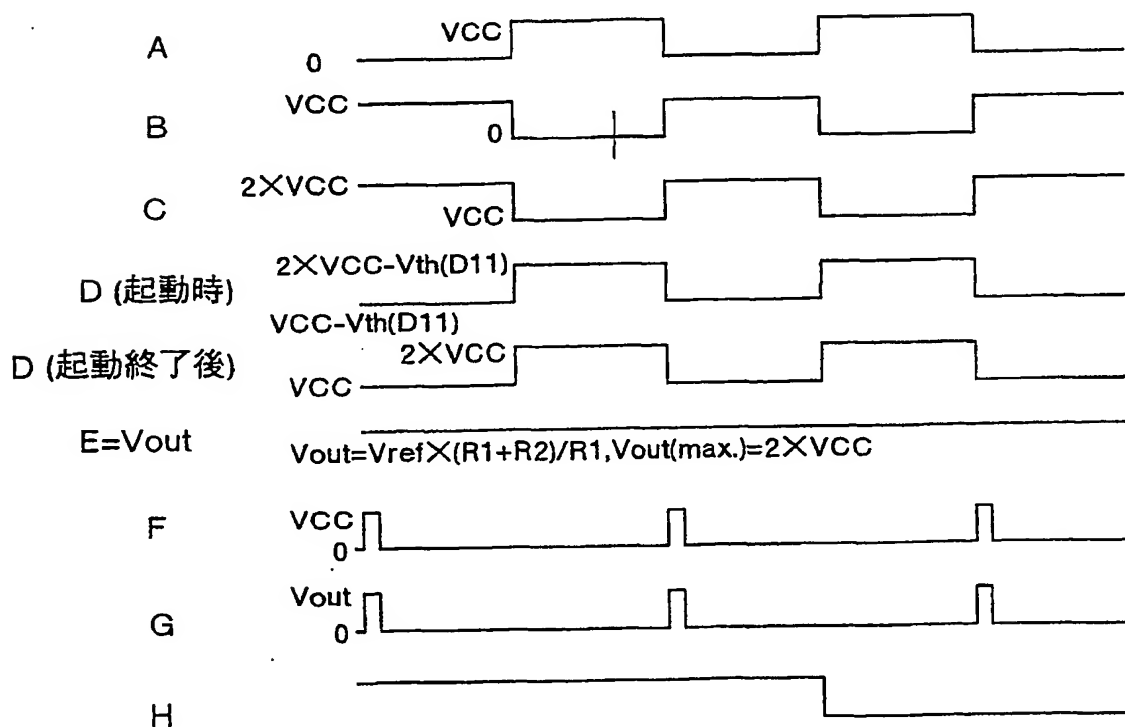 A
VCC
0
B
VCC
0
C
2×VCC
VCC
D (起動時)
2×VCC-Vth(D11)
VCC-Vth(D11)
D (起動終了後)
2×VCC
VCC
E=Vout
Vout=Vref×(R1+R2)/R1,Vout(max.)=2×VCC
F
VCC
0
G
Vout
0
H